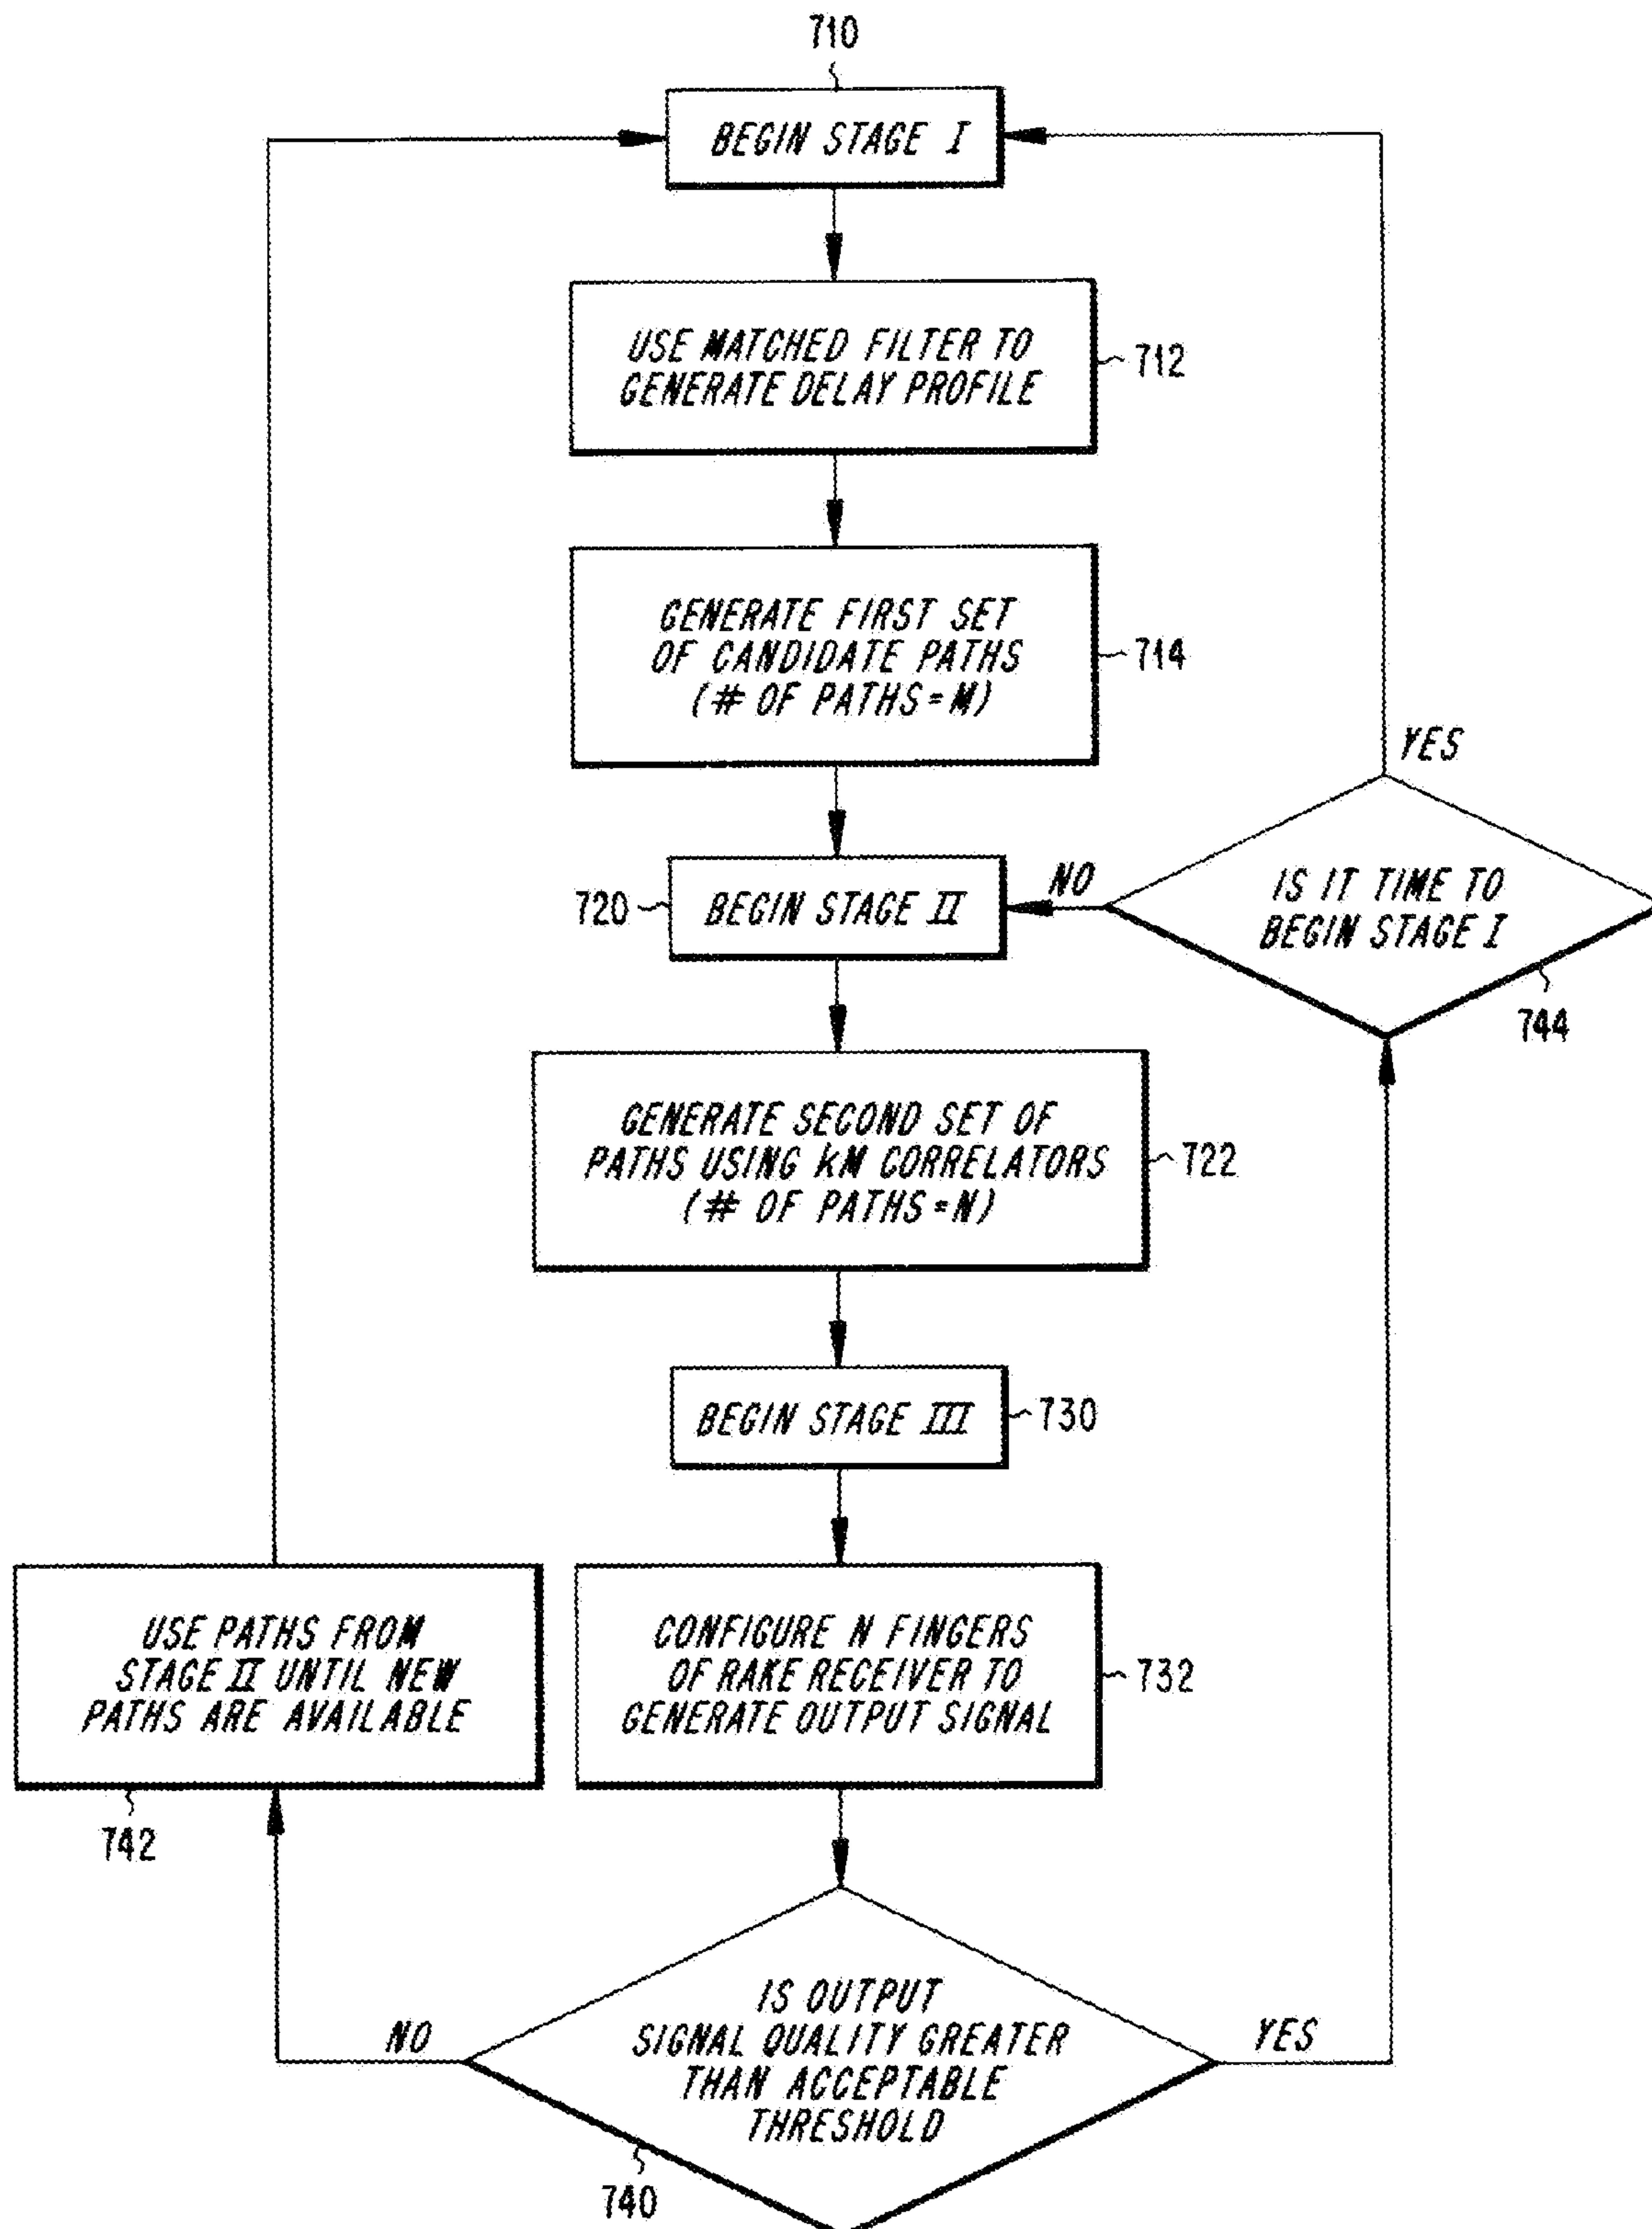 710
BEGIN STAGE I
USE MATCHED FILTER TO
GENERATE DELAY PROFILE
712
GENERATE FIRST SET
OF CANDIDATE PATHS
(# OF PATHS=M)
714
YES
720
BEGIN STAGE II
NO
IS IT TIME TO
BEGIN STAGE I
744
GENERATE SECOND SET OF
PATHS USING kM CORRELATORS
(# OF PATHS=N)
722
BEGIN STAGE III
730
USE PATHS FROM
STAGE II UNTIL NEW
PATHS ARE AVAILABLE
742
CONFIGURE N FINGERS
OF RAKE RECEIVER TO
GENERATE OUTPUT SIGNAL
732
NO
IS OUTPUT
SIGNAL QUALITY GREATER
THAN ACCEPTABLE
THRESHOLD
YES
740